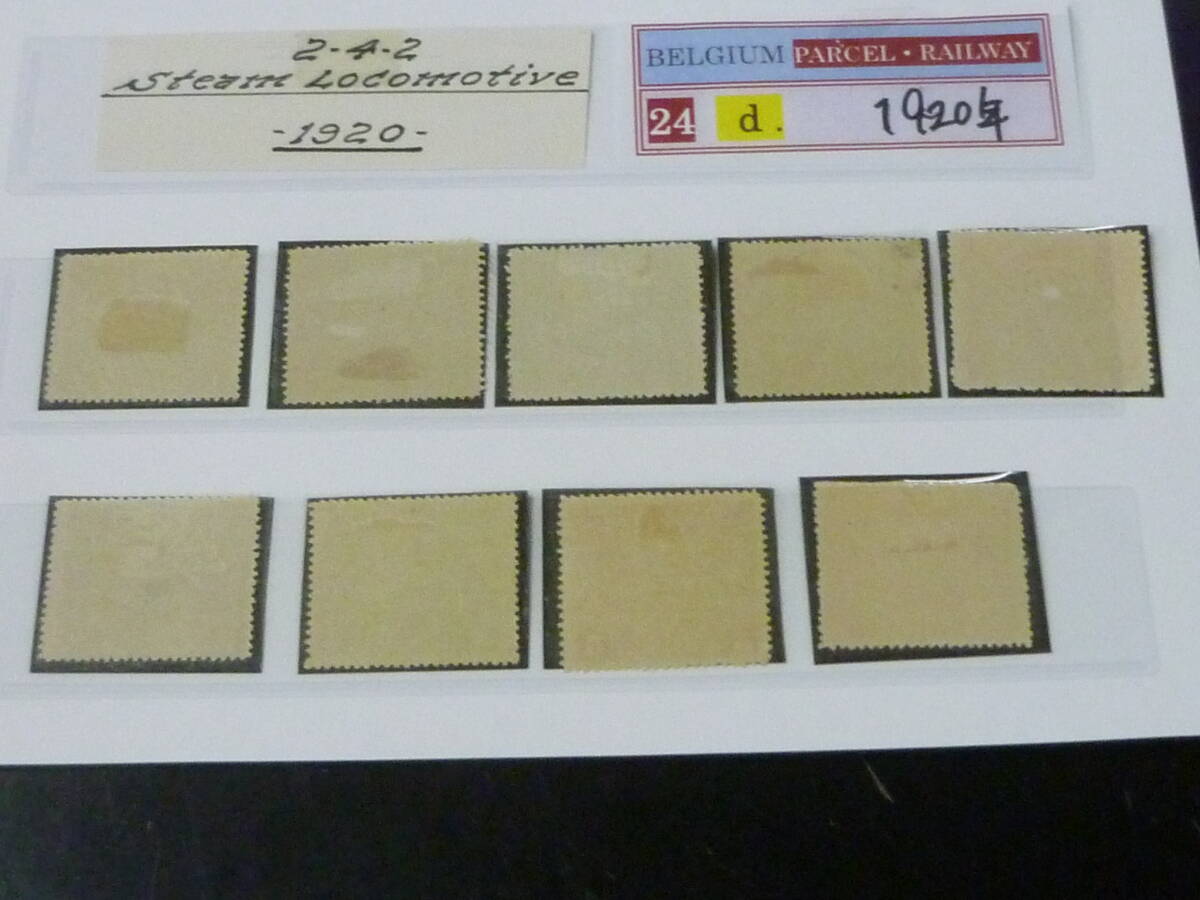 2-4-2
Steam Locomotive
-1920-
BELGIUM PARCEL・RAILWAY
24 d. 1920年